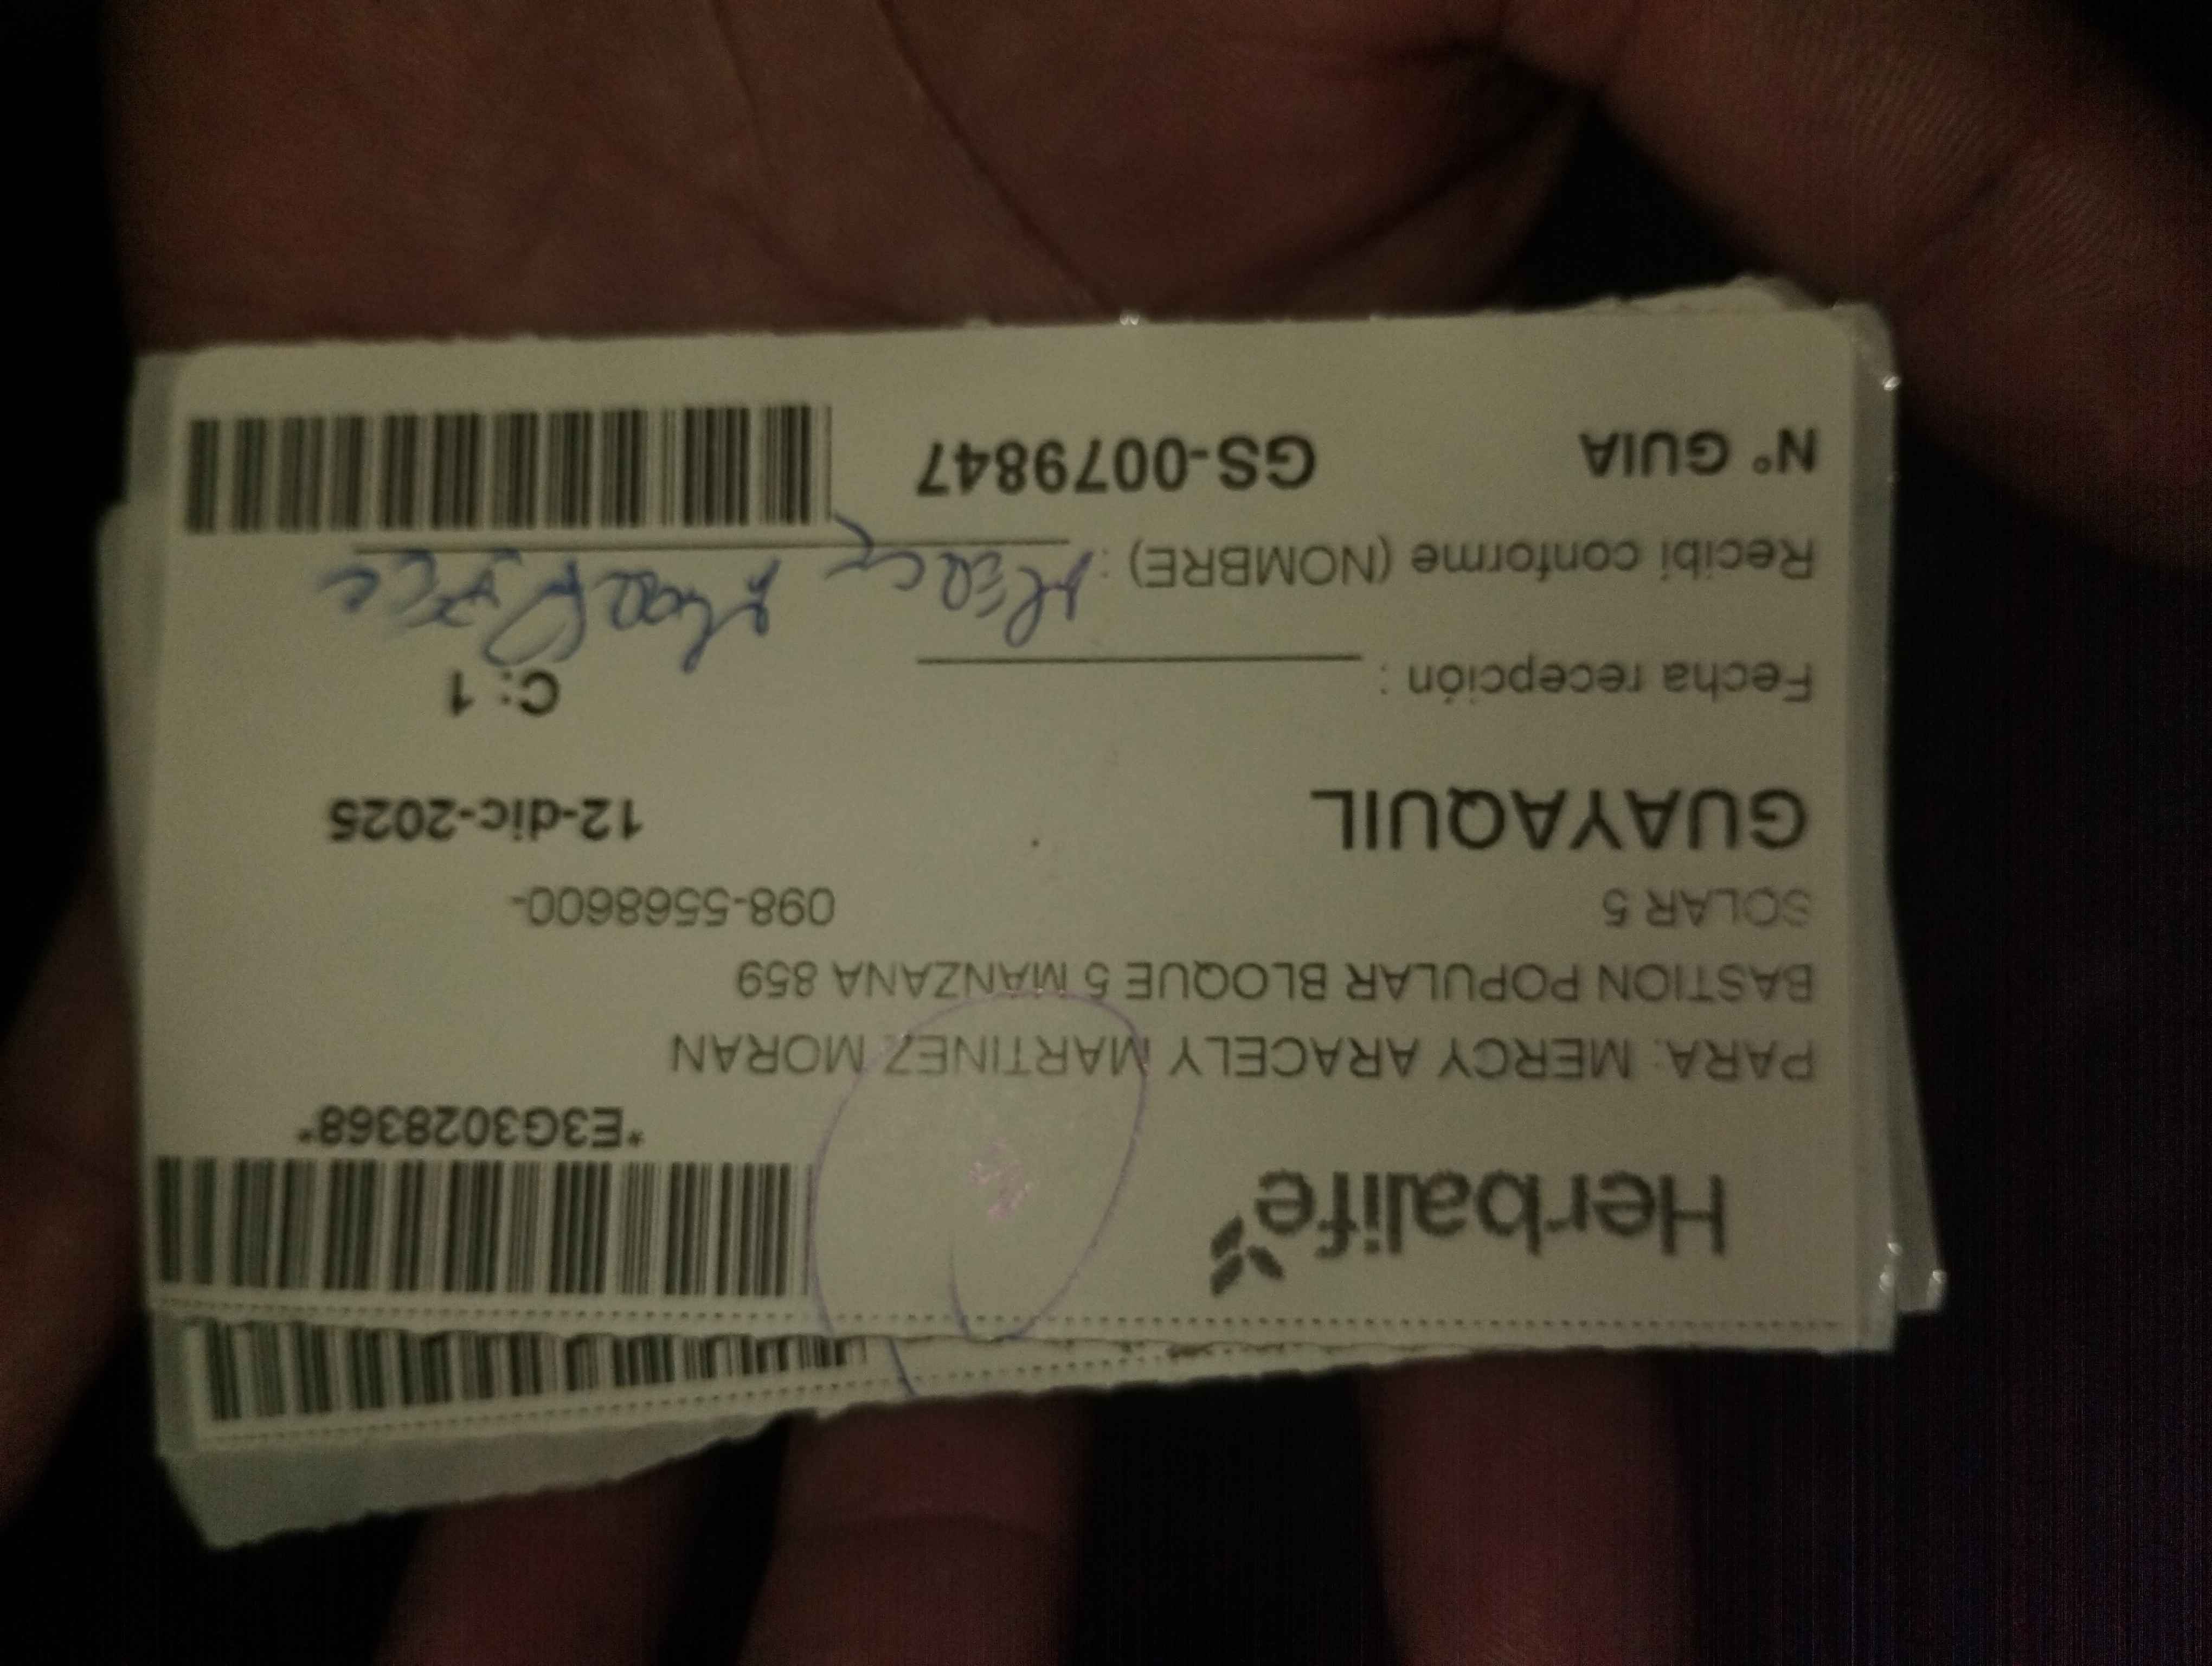 Herbalife
*E3G3028368*
PARA: MERCY ARACELY MARTINEZ MORAN
BASTION POPULAR BLOQUE 5 MANZANA 859
SOLAR 5 098-5568600-
GUAYAQUIL 12-dic-2025
C: 1
Fecha recepción :
Recibi conforme (NOMBRE) :
N° GUIA GS-0079847